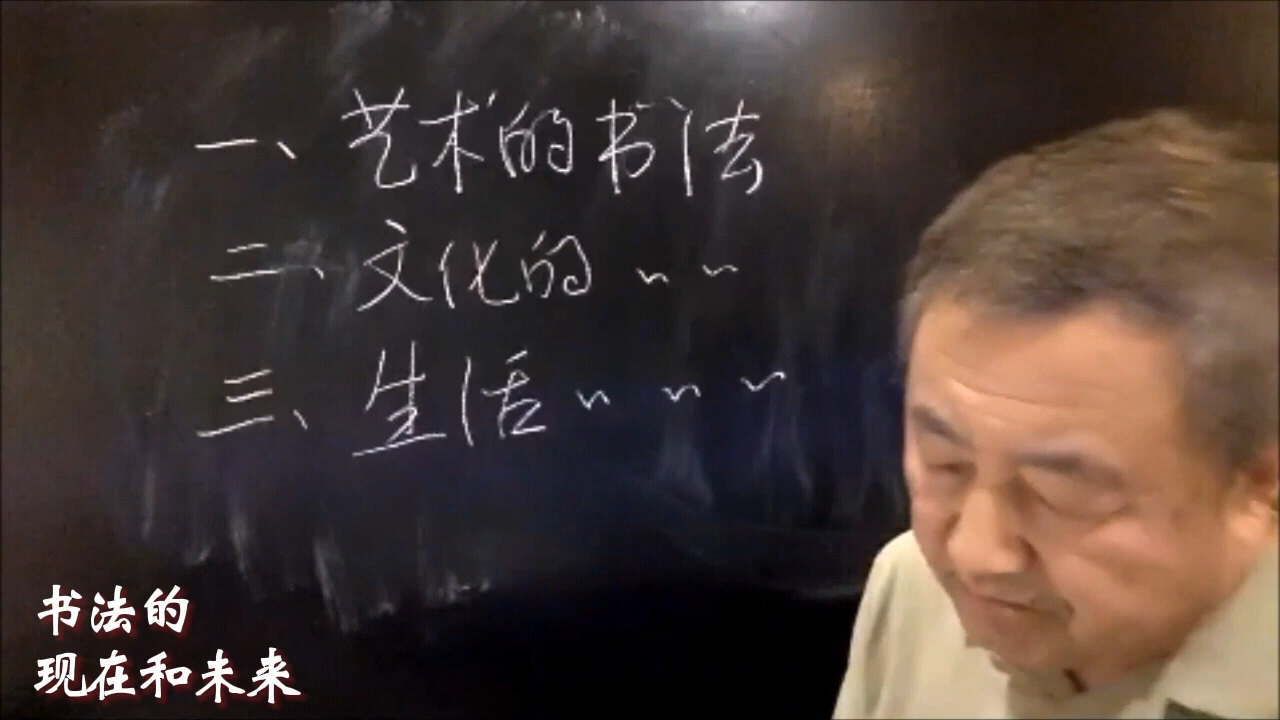 一、艺术的书法
二、文化的〃〃
三、生活〃〃〃
书法的
现在和未来